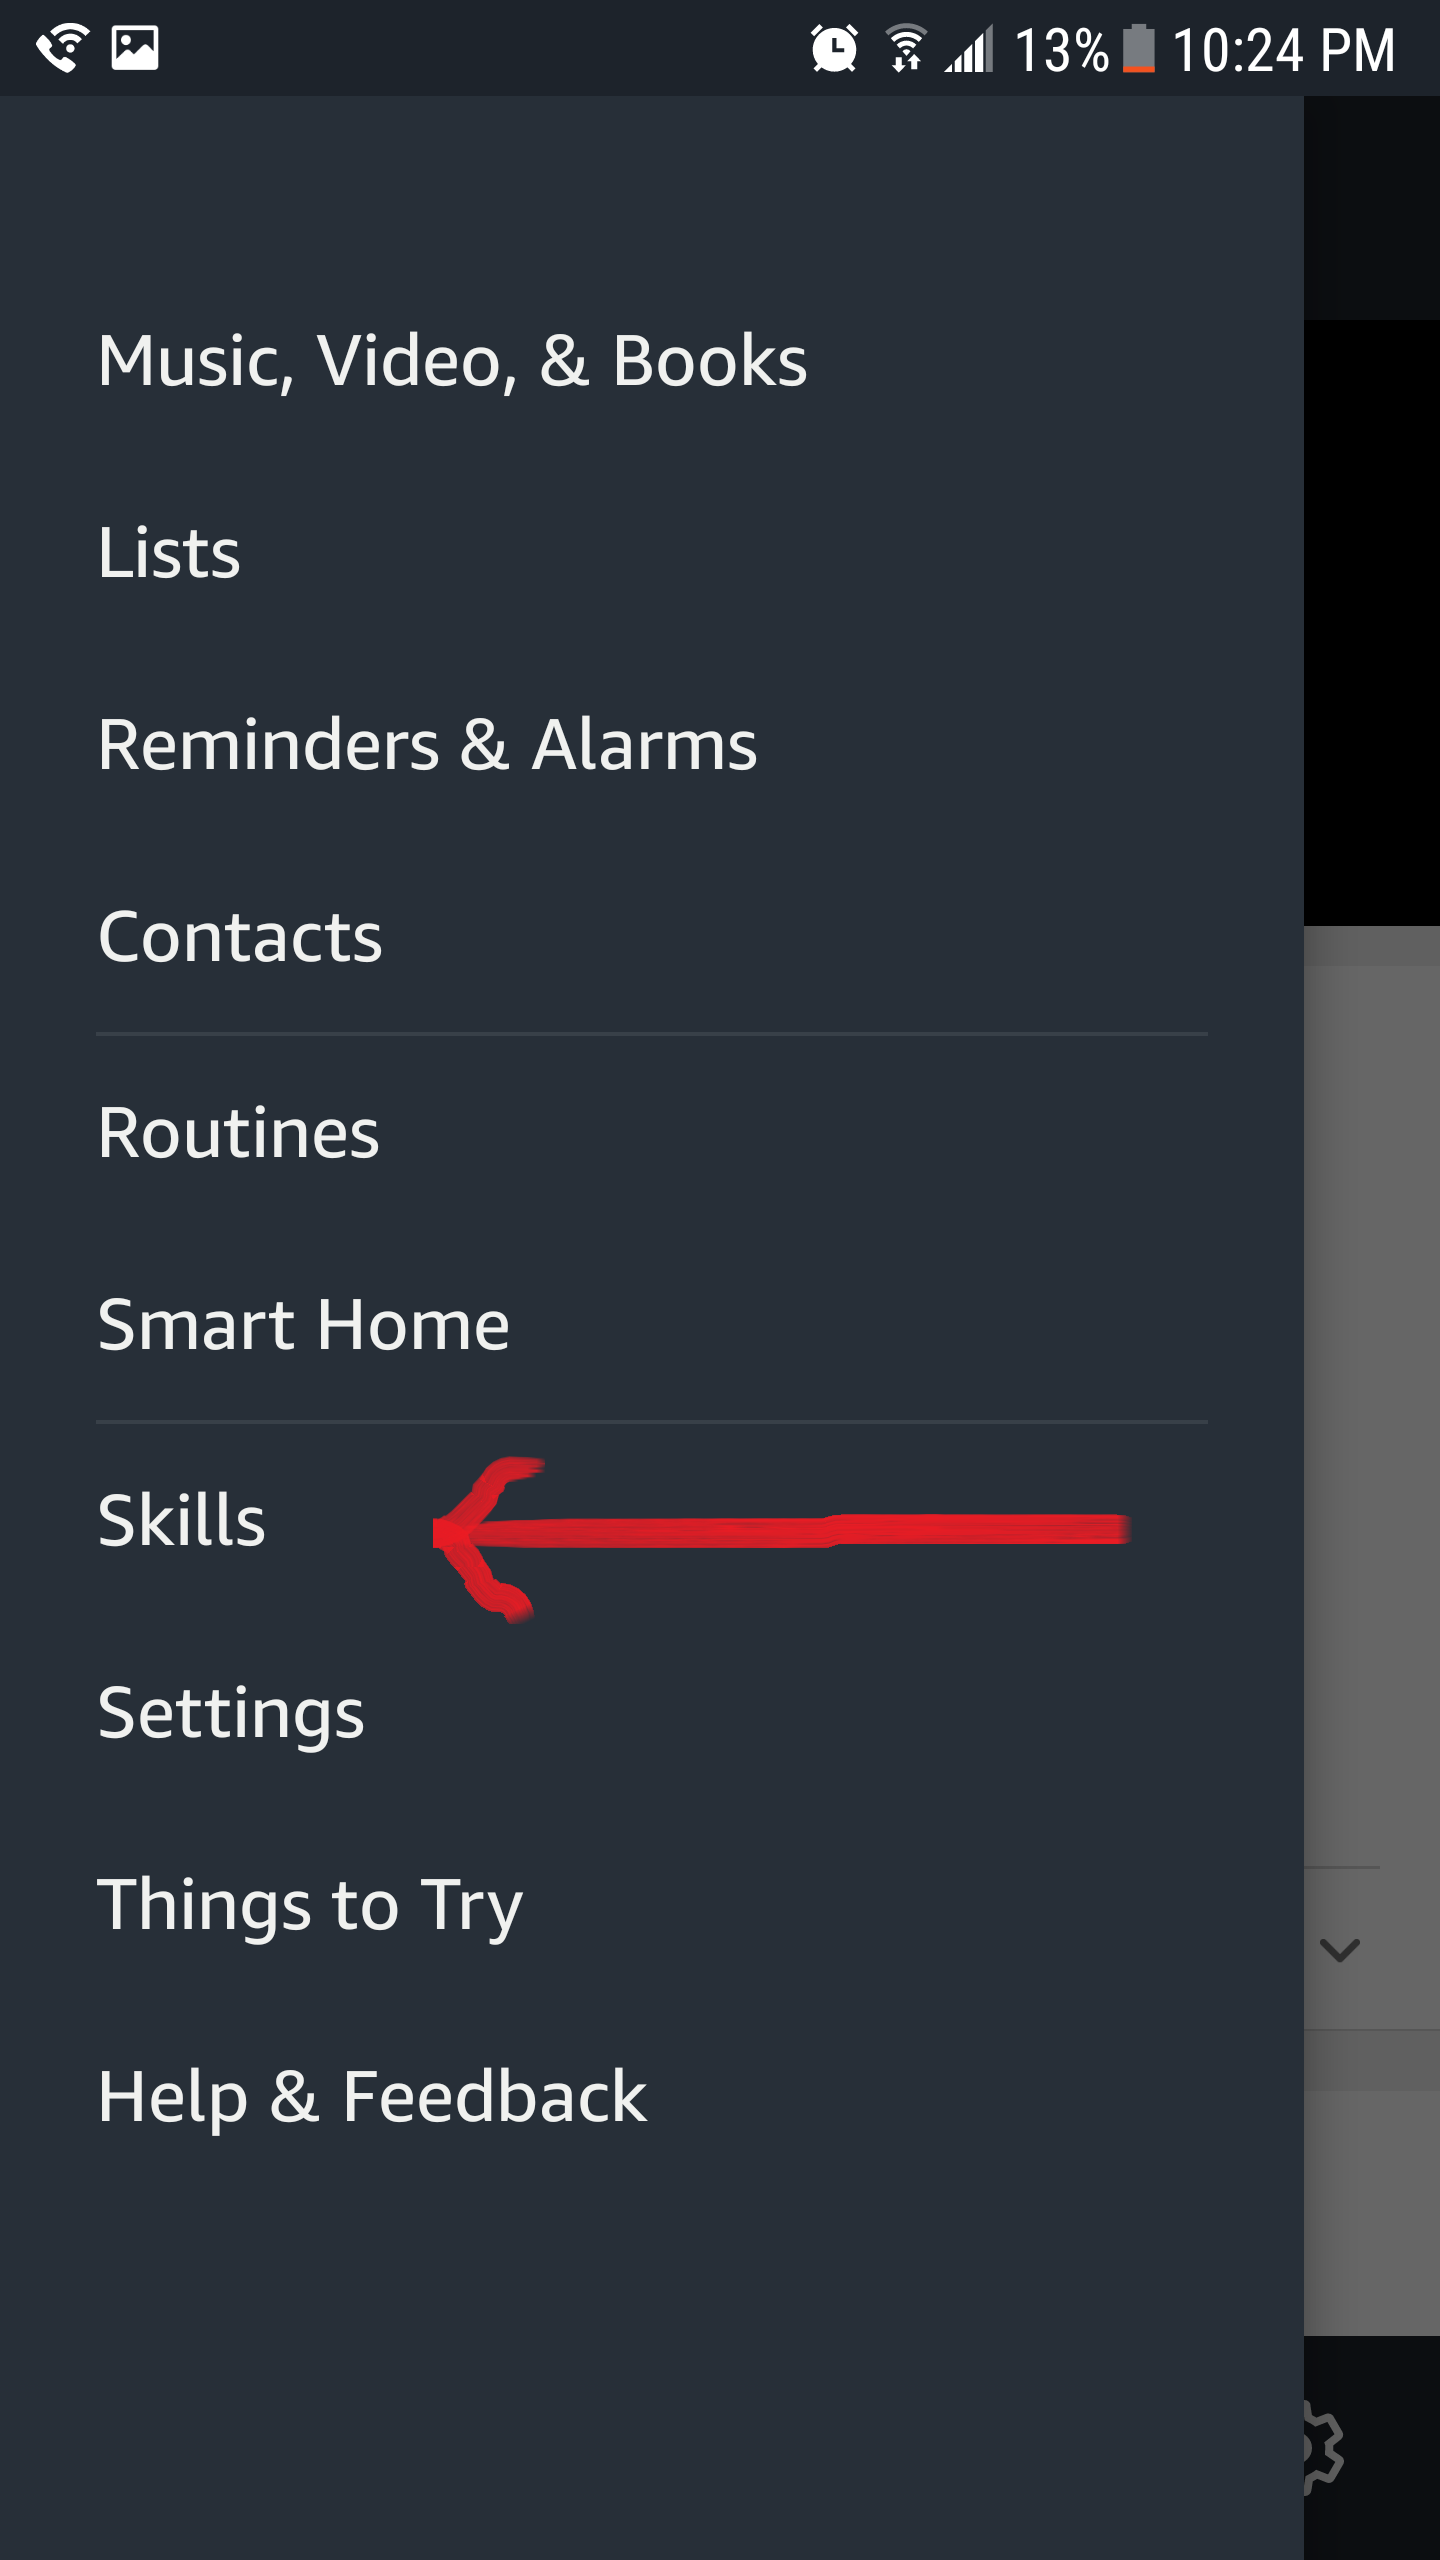 13% 10:24 PM
Music, Video, & Books
Lists
Reminders & Alarms
Contacts
Routines
Smart Home
Skills
Settings
Things to Try
Help & Feedback